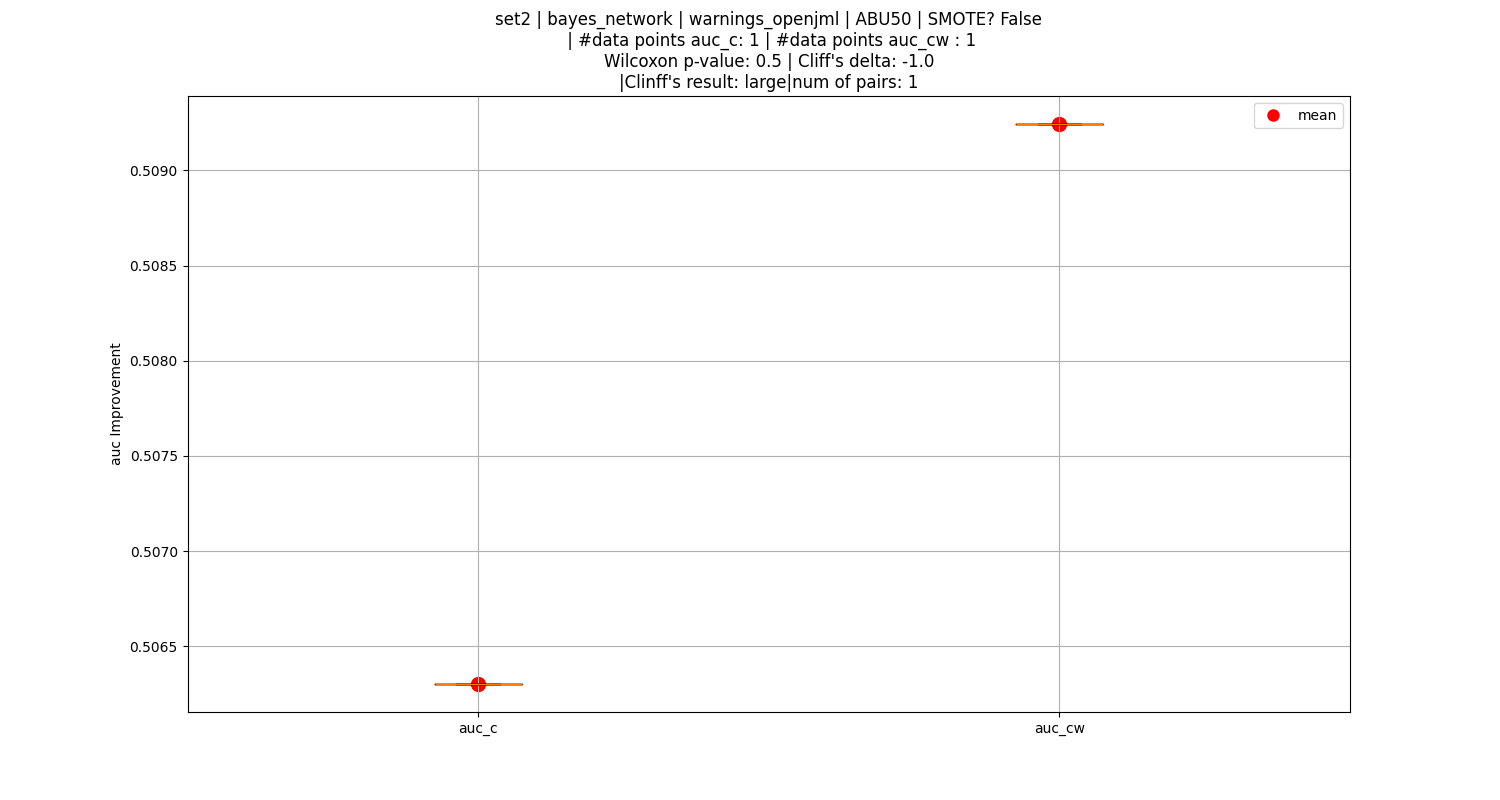 set2 | bayes_network | warnings_openjml | ABU50 | SMOTE? False
| #data points auc_c: 1 | #data points auc_cw : 1
Wilcoxon p-value: 0.5 | Cliff's delta: -1.0
|Clinff's result: large|num of pairs: 1
mean
0.5090
0.5085
0.5080
0.5075
0.5070
0.5065
auc Improvement
auc_c
auc_cw